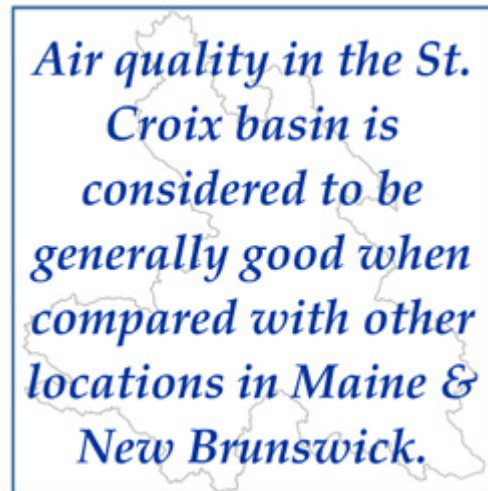 Air quality in the St.
Croix basin is
considered to be
generally good when
compared with other
locations in Maine &
New Brunswick.